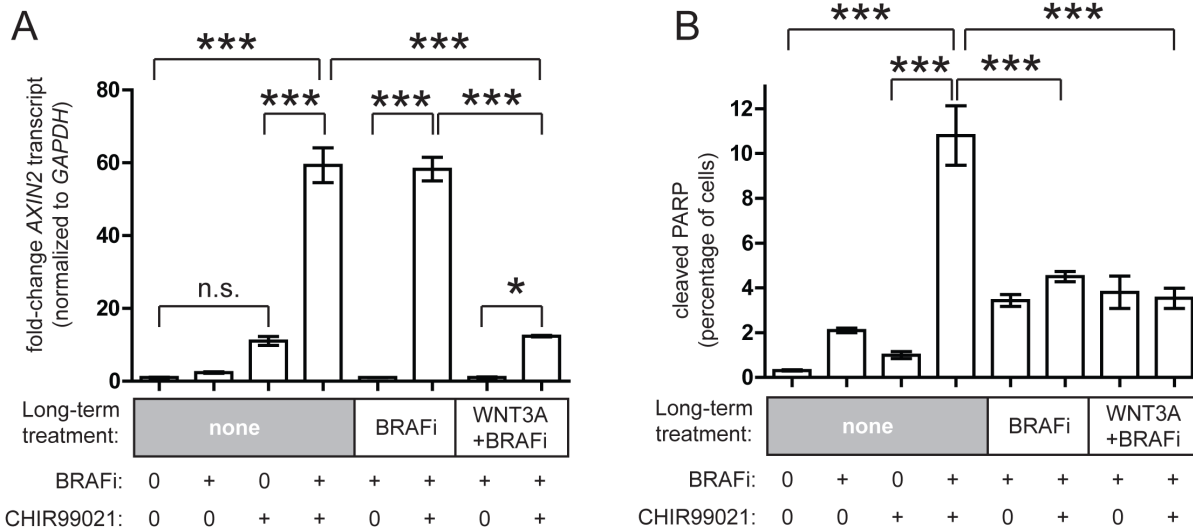 A
fold-change AXIN2 transcript
(normalized to GAPDH)
80
60
40
20
0
***
***
***
***
***
n.s.
*
Long-term
treatment:
none
BRAFi
WNT3A
+BRAFi
BRAFi: 0 + 0 + + + + +
CHIR99021: 0 0 + + 0 + 0 +
B
cleaved PARP
(percentage of cells)
12
10
8
6
4
2
0
***
***
***
***
Long-term
treatment:
none
BRAFi
WNT3A
+BRAFi
BRAFi: 0 + 0 + + + + +
CHIR99021: 0 0 + + 0 + 0 +